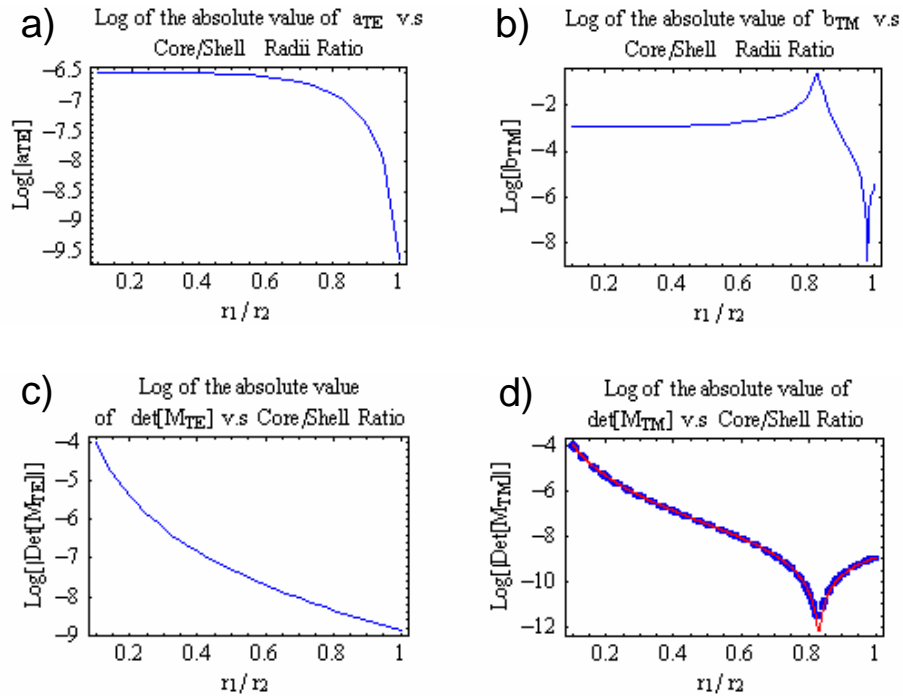 a)
Log of the absolute value of aTE v.s
Core/Shell Radii Ratio
−6.5
−7
−7.5
−8
−8.5
−9
−9.5
Log[|aTE|]
0.2 0.4 0.6 0.8 1
r1 / r2
b)
Log of the absolute value of bTM v.s
Core/Shell Radii Ratio
−2
−4
−6
−8
Log[|bTM|]
0.2 0.4 0.6 0.8 1
r1 / r2
c)
Log of the absolute value
of det[MTE] v.s Core/Shell Ratio
−4
−5
−6
−7
−8
−9
Log[|Det[MTE]|]
0.2 0.4 0.6 0.8 1
r1 / r2
d)
Log of the absolute value of
det[MTM] v.s Core/Shell Ratio
−4
−6
−8
−10
−12
Log[|Det[MTM]|]
0.2 0.4 0.6 0.8 1
r1 / r2